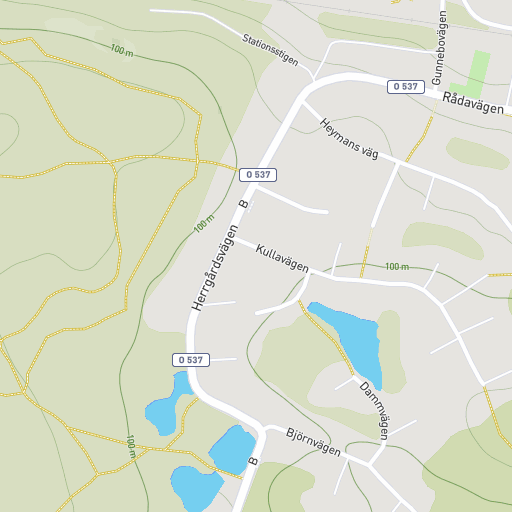 Gunnebovägen
Stationsstigen
100 m
O 537
Rådavägen
Heymans väg
O 537
B
100 m
Herrgårdsvägen
Kullavägen
100 m
O 537
Dammvägen
Björnvägen
100 m
B